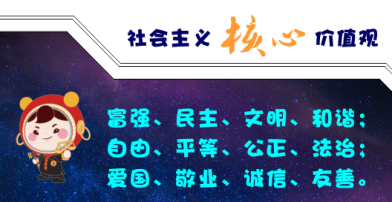 社会主义核心价值观
富强、民主、文明、和谐；
自由、平等、公正、法治；
爱国、敬业、诚信、友善。